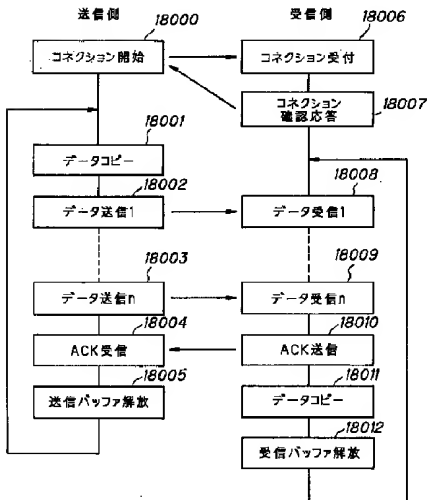 送信側
受信側
18000
18006
コネクション開始
コネクション受付
コネクション
確認応答
18007
18001
データコピー
18002
18008
データ送信1
データ受信1
18003
18009
データ送信n
データ受信n
18004
18010
ACK受信
ACK送信
18005
18011
送信バッファ解放
データコピー
18012
受信バッファ解放